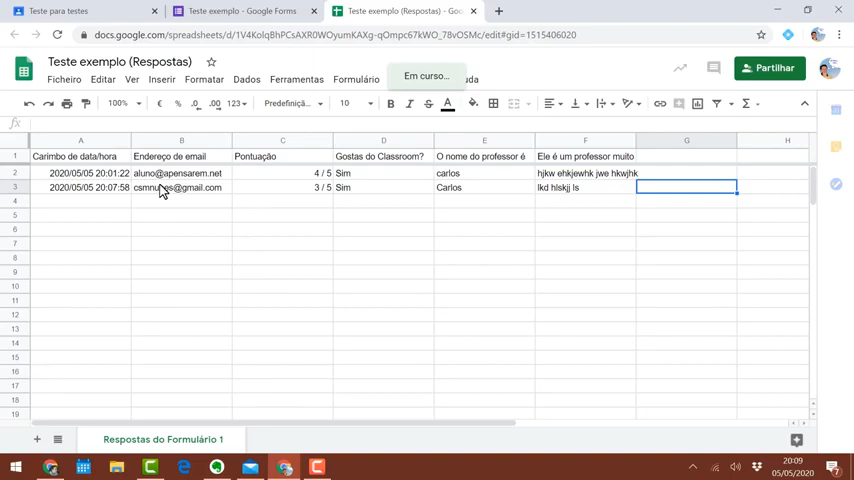 Teste para testes
Teste exemplo - Google Forms
Teste exemplo (Respostas) - Goo
docs.google.com/spreadsheets/d/1V4KolqBhPCsAXR0WOyumKAXg-qOmpc67kWO_78vOSMc/edit#gid=1515406020
Teste exemplo (Respostas)
Em curso...
Partilhar
Ficheiro Editar Ver Inserir Formatar Dados Ferramentas Formulário uda
100% € % .0 .00 123 Predefiniç... 10 B I S A Σ
fx
A B C D E F G H
1 Carimbo de data/hora Endereço de email Pontuação Gostas do Classroom? O nome do professor é Ele é um professor muito
2 2020/05/05 20:01:22 aluno@apensarem.net 4 / 5 Sim carlos hjkw ehkjewhk jwe hkwjhk
3 2020/05/05 20:07:58 3 / 5 Sim Carlos lkd hlskjj ls
4
5
6
7
8
9
10
11
12
13
14
15
16
17
18
19
Respostas do Formulário 1
20:09
05/05/2020
7